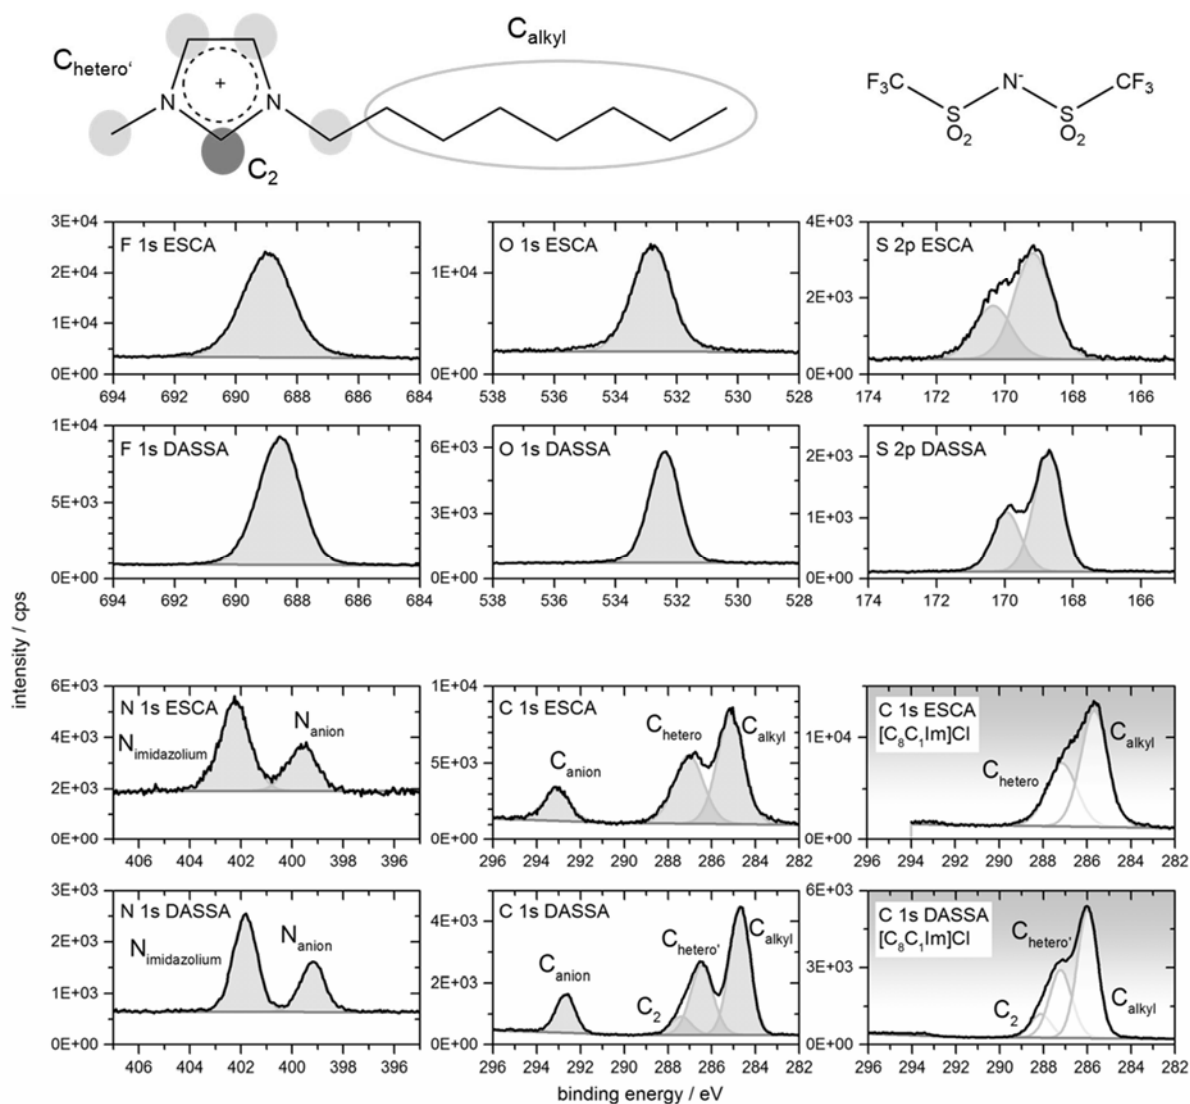 C_alkyl
C_hetero'
N
+
N
C_2
F3C
N-
CF3
S
S
O2
O2
intensity / cps
F 1s ESCA
3E+04
2E+04
1E+04
0E+00
694 692 690 688 686 684
O 1s ESCA
1E+04
0E+00
538 536 534 532 530 528
S 2p ESCA
4E+03
2E+03
0E+00
174 172 170 168 166
F 1s DASSA
1E+04
5E+03
0E+00
694 692 690 688 686 684
O 1s DASSA
6E+03
3E+03
0E+00
538 536 534 532 530 528
S 2p DASSA
2E+03
1E+03
0E+00
174 172 170 168 166
N 1s ESCA
N_imidazolium
N_anion
6E+03
4E+03
2E+03
0E+00
406 404 402 400 398 396
C 1s ESCA
C_anion
C_hetero
C_alkyl
1E+04
5E+03
0E+00
296 294 292 290 288 286 284 282
C 1s ESCA
[C8C1Im]Cl
C_hetero
C_alkyl
1E+04
0E+00
296 294 292 290 288 286 284 282
N 1s DASSA
N_imidazolium
N_anion
3E+03
2E+03
1E+03
0E+00
406 404 402 400 398 396
C 1s DASSA
C_anion
C_2
C_hetero'
C_alkyl
4E+03
2E+03
0E+00
296 294 292 290 288 286 284 282
C 1s DASSA
[C8C1Im]Cl
C_hetero'
C_2
C_alkyl
6E+03
3E+03
0E+00
296 294 292 290 288 286 284 282
binding energy / eV